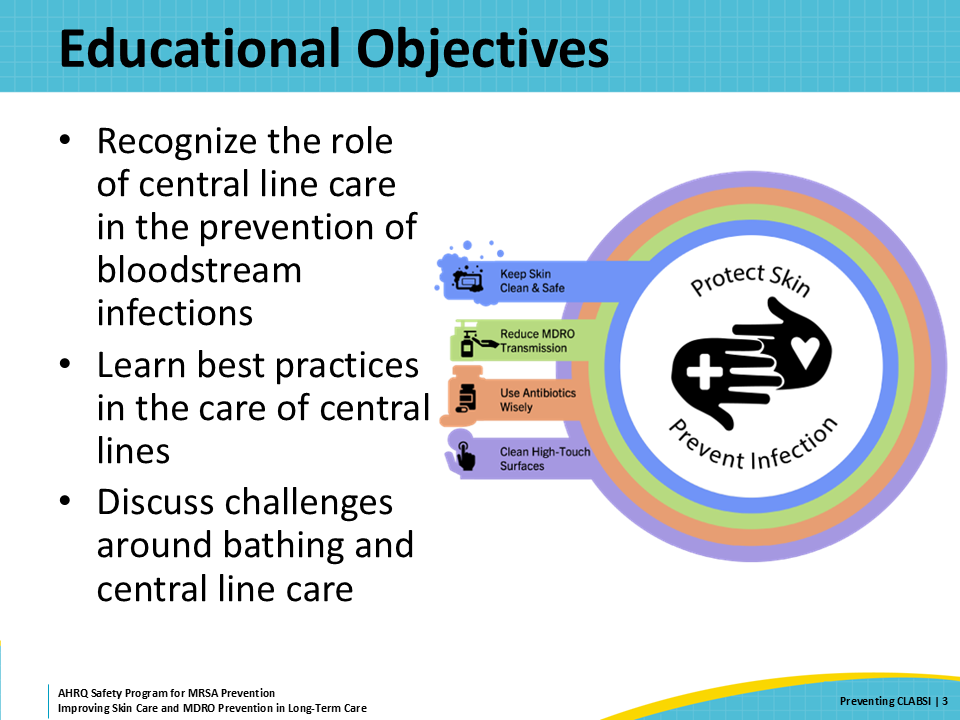 Educational Objectives
• Recognize the role
of central line care
in the prevention of
bloodstream
infections
• Learn best practices
in the care of central
lines
• Discuss challenges
around bathing and
central line care
Keep Skin
Clean & Safe
Reduce MDRO
Transmission
Use Antibiotics
Wisely
Clean High-Touch
Surfaces
Protect Skin
Prevent Infection
AHRQ Safety Program for MRSA Prevention
Improving Skin Care and MDRO Prevention in Long-Term Care
Preventing CLABSI | 3